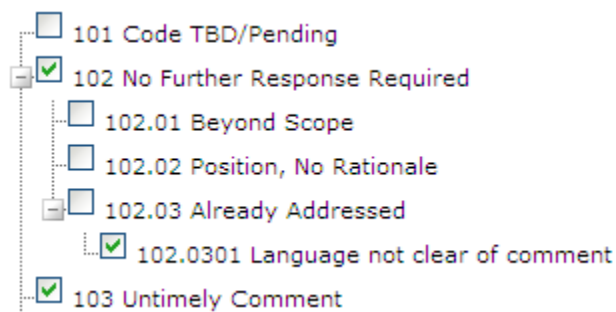 101 Code TBD/Pending
102 No Further Response Required
102.01 Beyond Scope
102.02 Position, No Rationale
102.03 Already Addressed
102.0301 Language not clear of comment
103 Untimely Comment